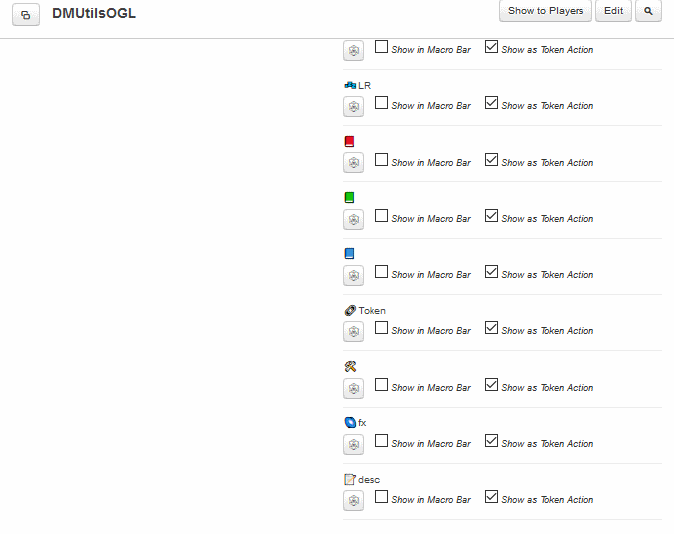 DMUtilsOGL
Show to Players
Edit
Show in Macro Bar Show as Token Action
LR
Show in Macro Bar Show as Token Action
Show in Macro Bar Show as Token Action
Show in Macro Bar Show as Token Action
Show in Macro Bar Show as Token Action
Token
Show in Macro Bar Show as Token Action
Show in Macro Bar Show as Token Action
fx
Show in Macro Bar Show as Token Action
desc
Show in Macro Bar Show as Token Action